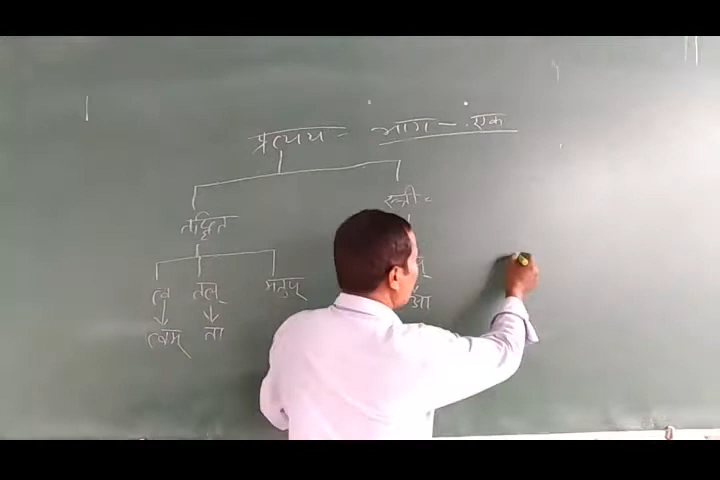 प्रत्यय = भाग - एक
तद्धित स्त्री =
त्व तल् मतुप्
त्वम् ता आ